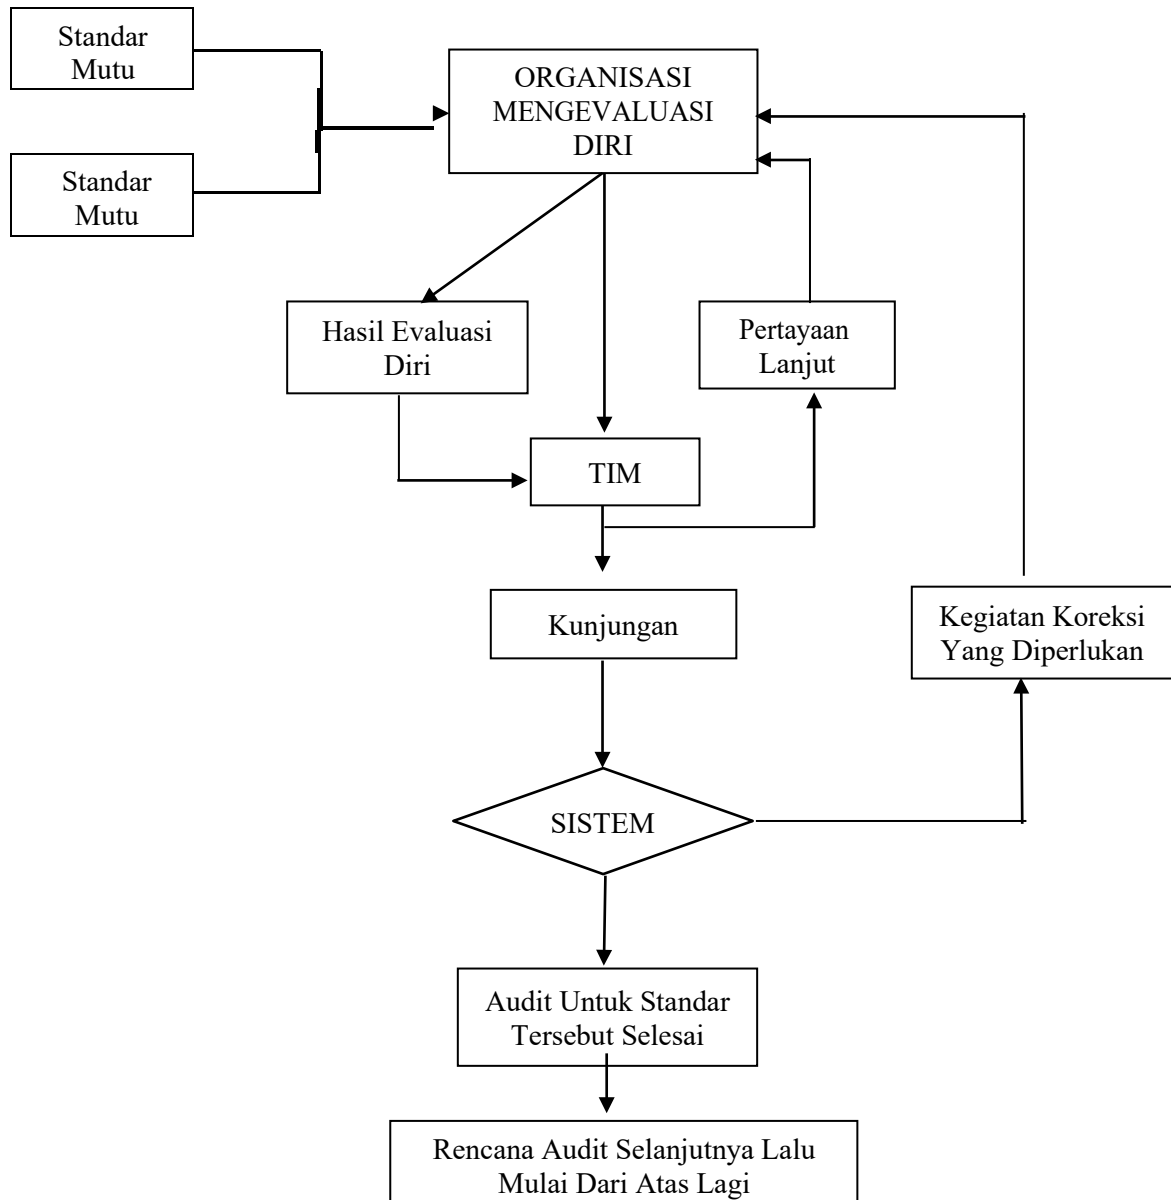 Standar
Mutu
ORGANISASI
MENGEVALUASI
DIRI
Standar
Mutu
Hasil Evaluasi
Diri
Pertayaan
Lanjut
TIM
Kunjungan
Kegiatan Koreksi
Yang Diperlukan
SISTEM
Audit Untuk Standar
Tersebut Selesai
Rencana Audit Selanjutnya Lalu
Mulai Dari Atas Lagi